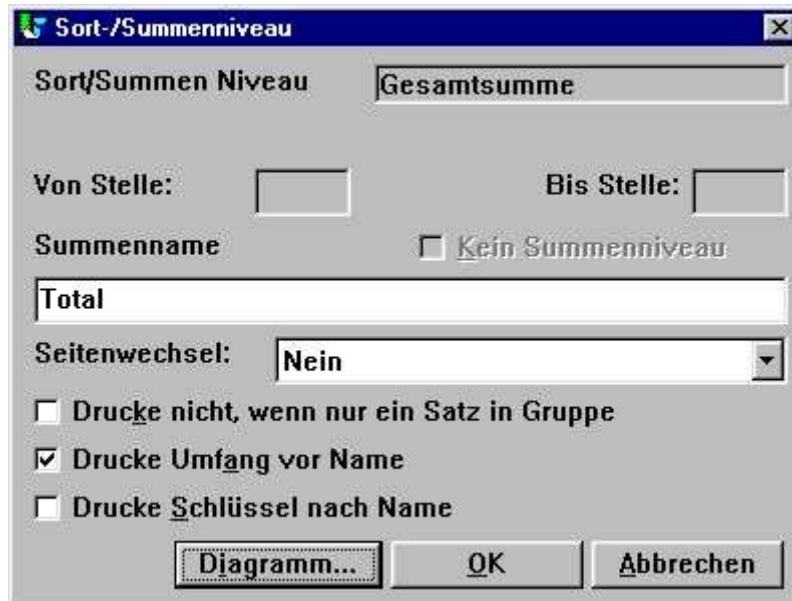 Sort-/Summenniveau
Sort/Summen Niveau Gesamtsumme
Von Stelle: Bis Stelle:
Summenname Kein Summenniveau
Total
Seitenwechsel: Nein
Drucke nicht, wenn nur ein Satz in Gruppe
Drucke Umfang vor Name
Drucke Schlüssel nach Name
Diagramm... OK Abbrechen